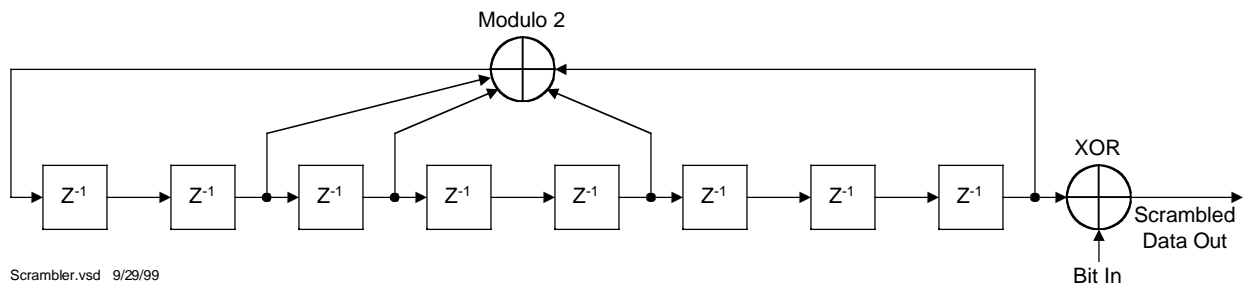 Modulo 2
Z⁻¹ Z⁻¹ Z⁻¹ Z⁻¹ Z⁻¹ Z⁻¹ Z⁻¹ Z⁻¹
XOR
Scrambled
Data Out
Bit In
Scrambler.vsd 9/29/99